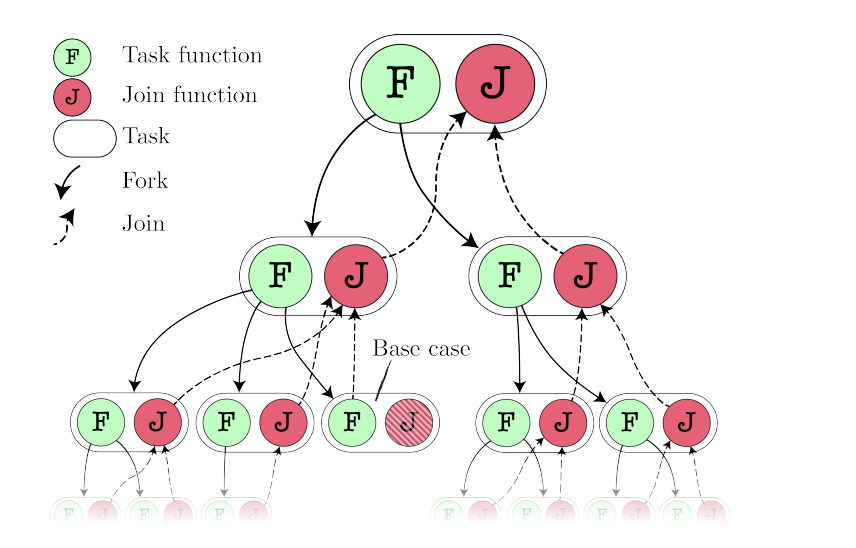 F Task function
J Join function
Task
Fork
Join
F J
F J F J
Base case
F J F J F J F J F J
F J F J F J F J F J F J F J